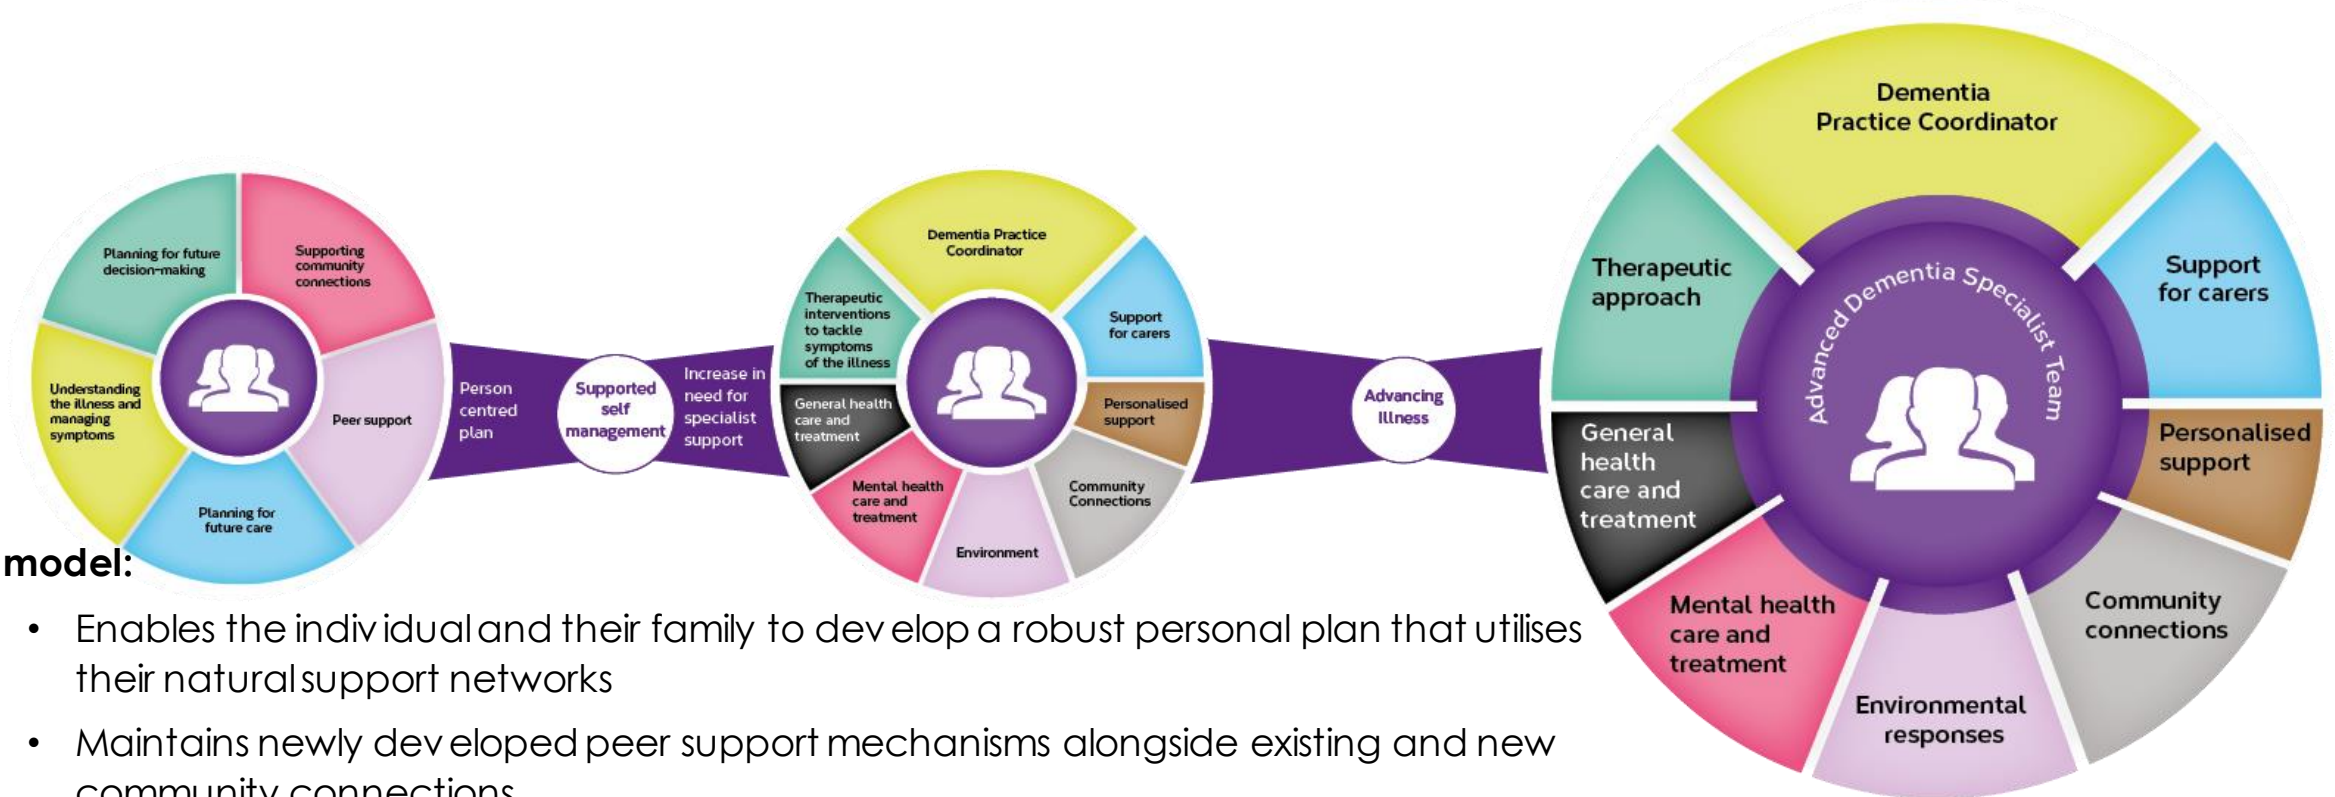 Planning for future
decision-making
Supporting
community
connections
Understanding
the illness and
managing
symptoms
Peer support
Planning for
future care
Person
centred
plan
Supported
self
management
Increase in
need for
specialist
support
Dementia Practice
Coordinator
Therapeutic
interventions
to tackle
symptoms
of the illness
Support
for carers
General health
care and
treatment
Personalised
support
Mental health
care and
treatment
Community
Connections
Environment
Advancing
Illness
Dementia
Practice Coordinator
Therapeutic
approach
Support
for carers
Advanced Dementia Specialist Team
General
health
care and
treatment
Personalised
support
Mental health
care and
treatment
Community
connections
Environmental
responses
model:
• Enables the individual and their family to develop a robust personal plan that utilises
their natural support networks
• Maintains newly developed peer support mechanisms alongside existing and new
community connections